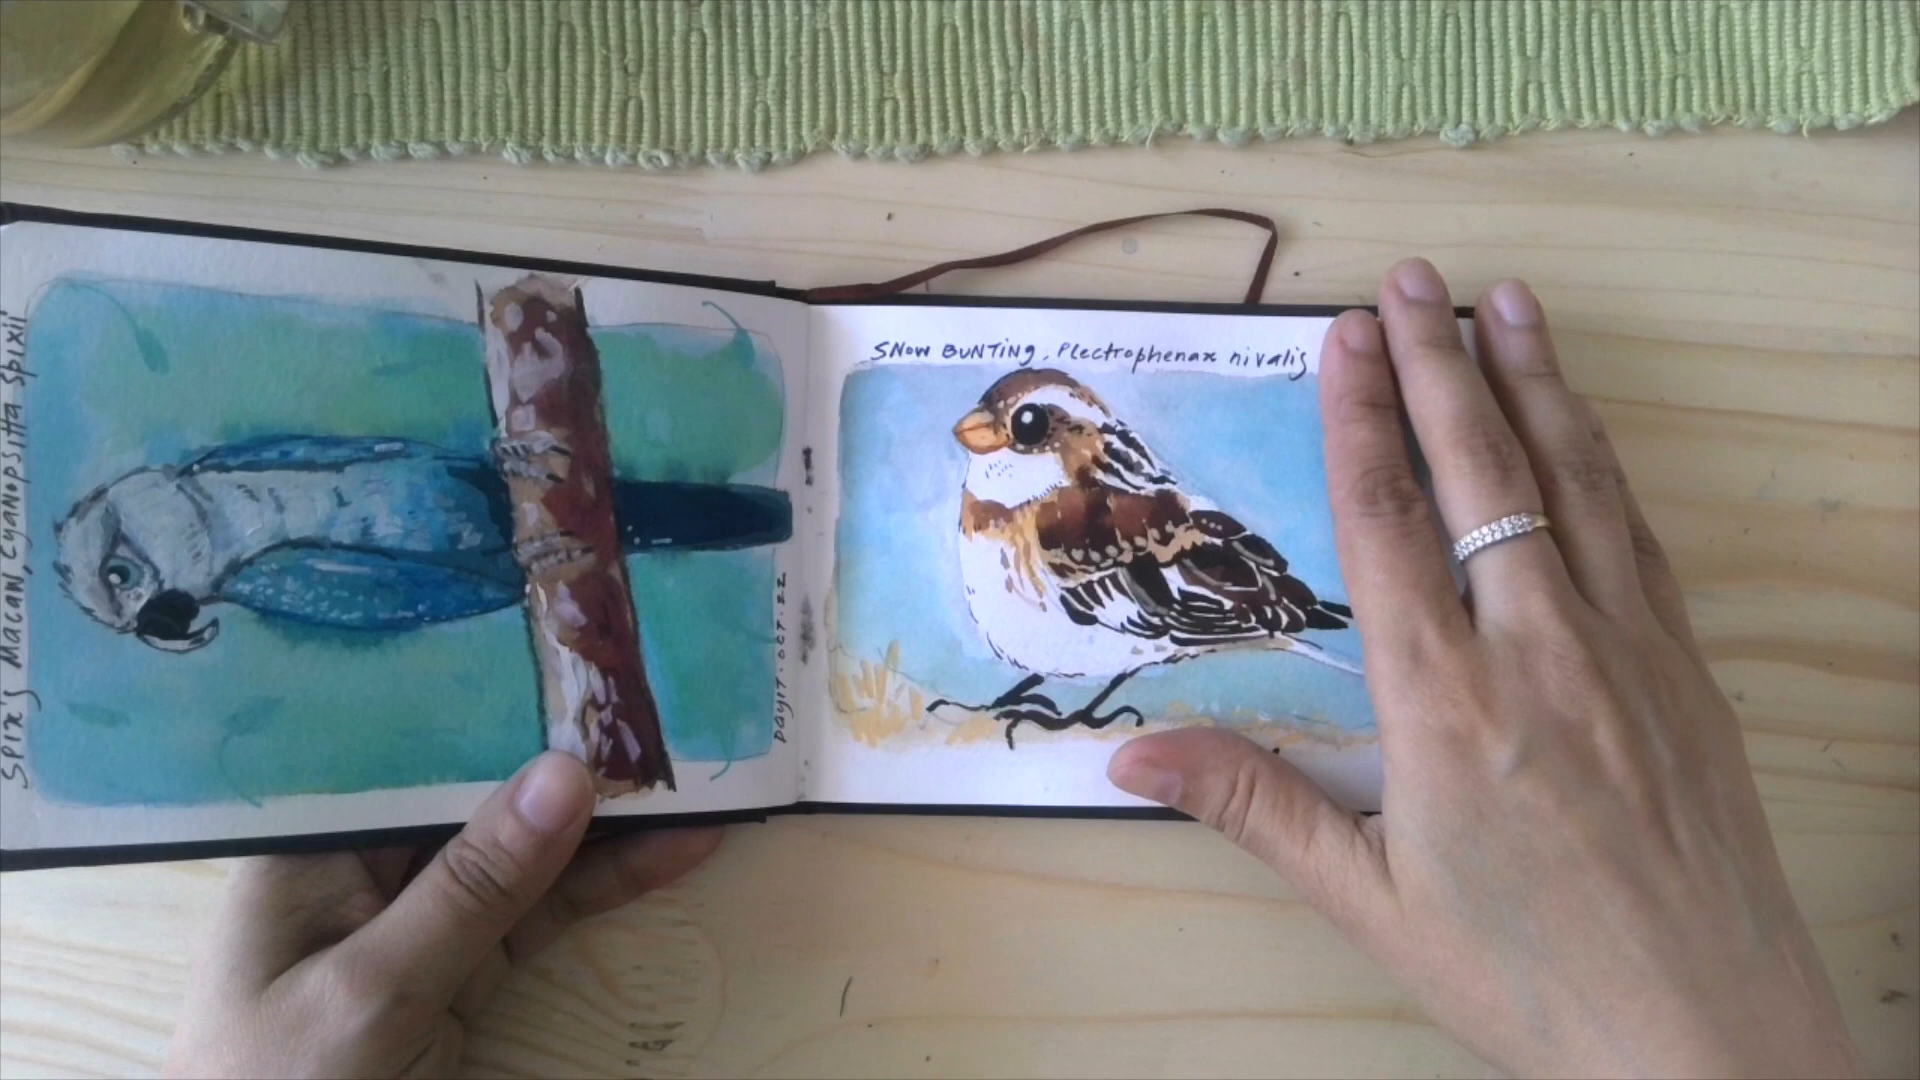 SPIX'S MACAW, CYANOPSITTA SPIXII
DAY17.OCT.22
SNOW BUNTING, Plectrophenax nivalis